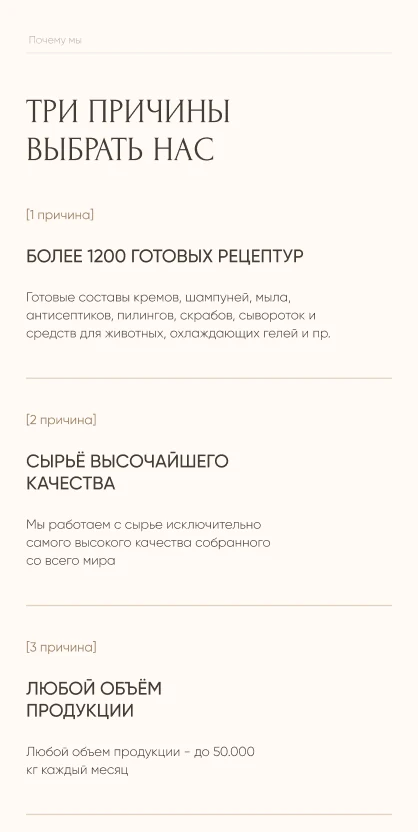 Почему мы
ТРИ ПРИЧИНЫ
ВЫБРАТЬ НАС
[1 причина]
БОЛЕЕ 1200 ГОТОВЫХ РЕЦЕПТУР
Готовые составы кремов, шампуней, мыла,
антисептиков, пилингов, скрабов, сывороток и
средств для животных, охлаждающих гелей и пр.
[2 причина]
СЫРЬЁ ВЫСОЧАЙШЕГО
КАЧЕСТВА
Мы работаем с сырье исключительно
самого высокого качества собранного
со всего мира
[3 причина]
ЛЮБОЙ ОБЪЁМ
ПРОДУКЦИИ
Любой объем продукции - до 50.000
кг каждый месяц